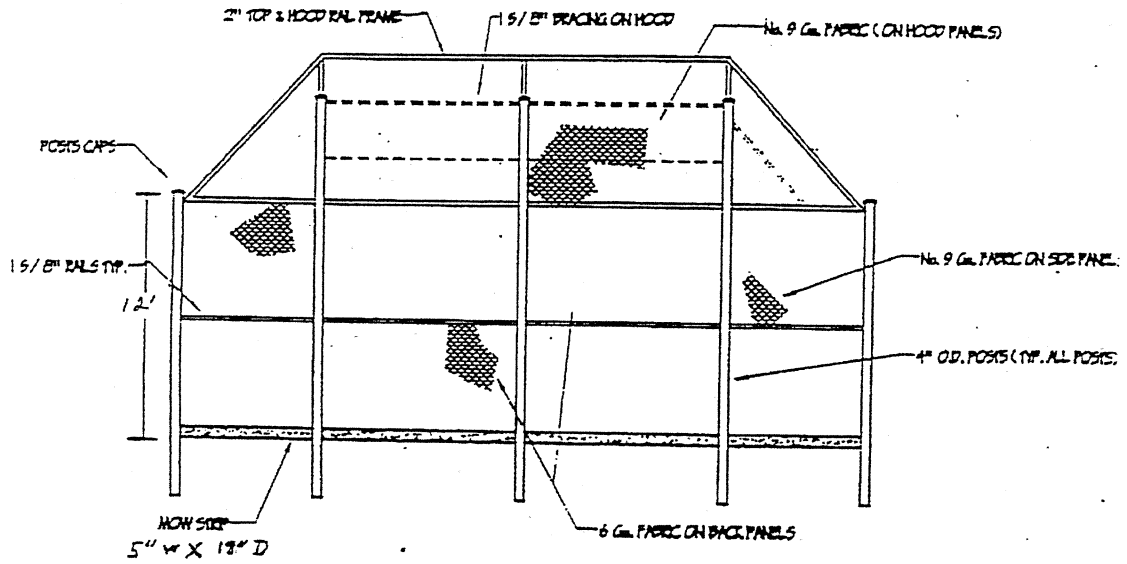 2" TOP & HOOD RAIL FRAME
1 5/8" BRACING ON HOOD
No. 9 Ga. FABRIC (ON HOOD PANELS)
POSTS CAPS
1 5/8" RAILS TYP.
12'
No. 9 Ga. FABRIC ON SIDE PANEL
4" O.D. POSTS (TYP. ALL POSTS)
MOW STRIP
5" W X 18" D
6 Ga. FABRIC ON BACK PANELS